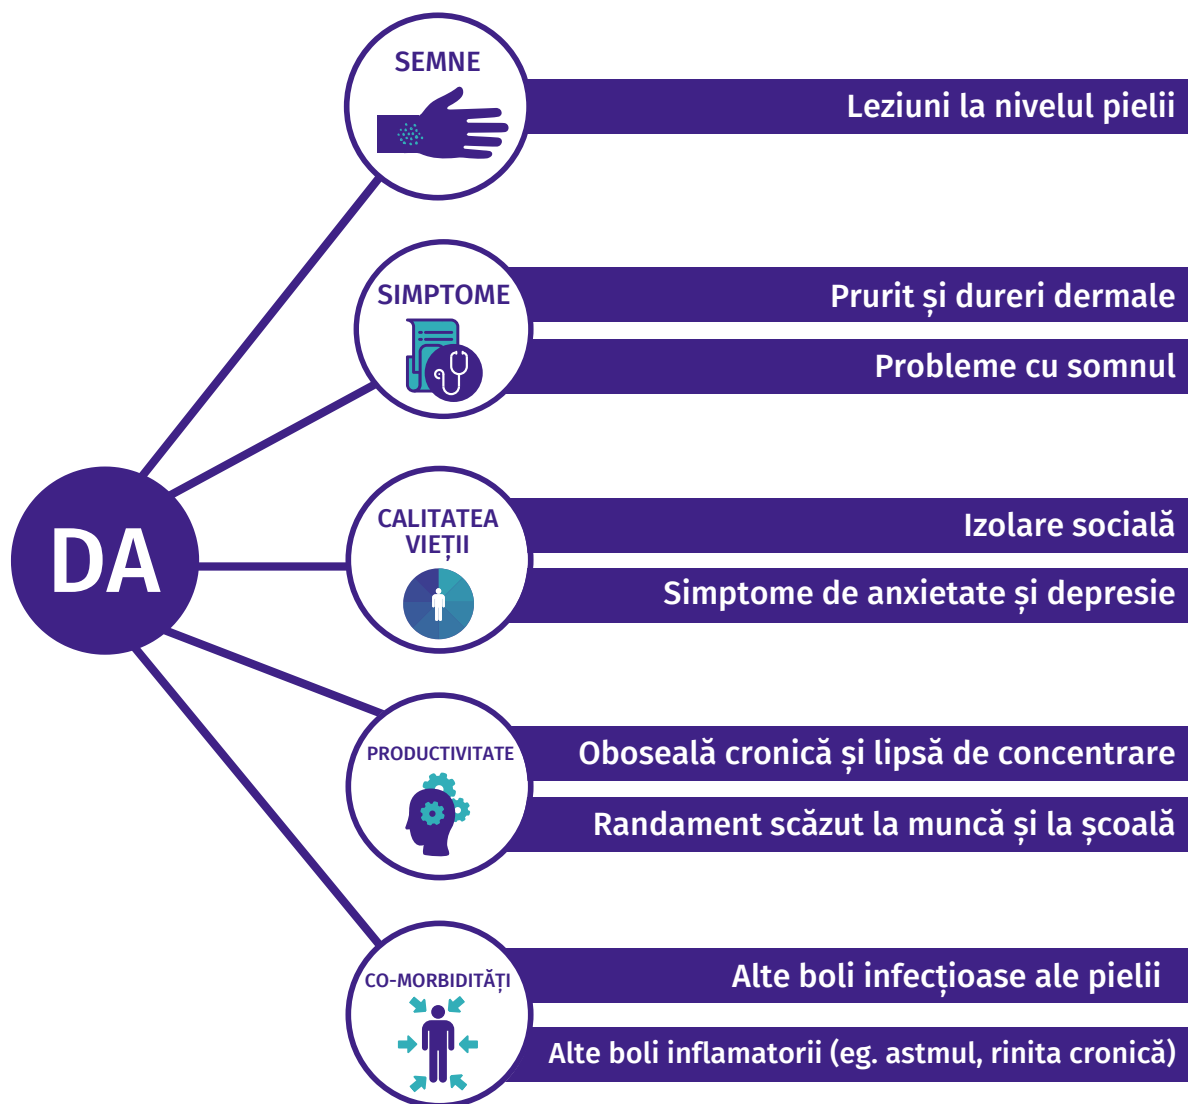 SEMNE
Leziuni la nivelul pielii
SIMPTOME
Prurit și dureri dermale
Probleme cu somnul
DA
CALITATEA
VIEȚII
Izolare socială
Simptome de anxietate și depresie
PRODUCTIVITATE
Oboseală cronică și lipsă de concentrare
Randament scăzut la muncă și la școală
CO-MORBIDITĂȚI
Alte boli infecțioase ale pielii
Alte boli inflamatorii (eg. astmul, rinita cronică)